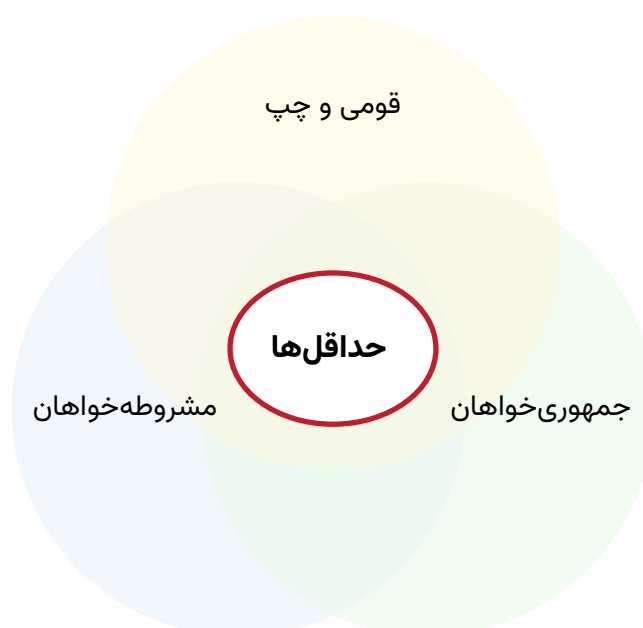 قومی و چپ
حداقل‌ها
جمهوری‌خواهان
مشروطه‌خواهان